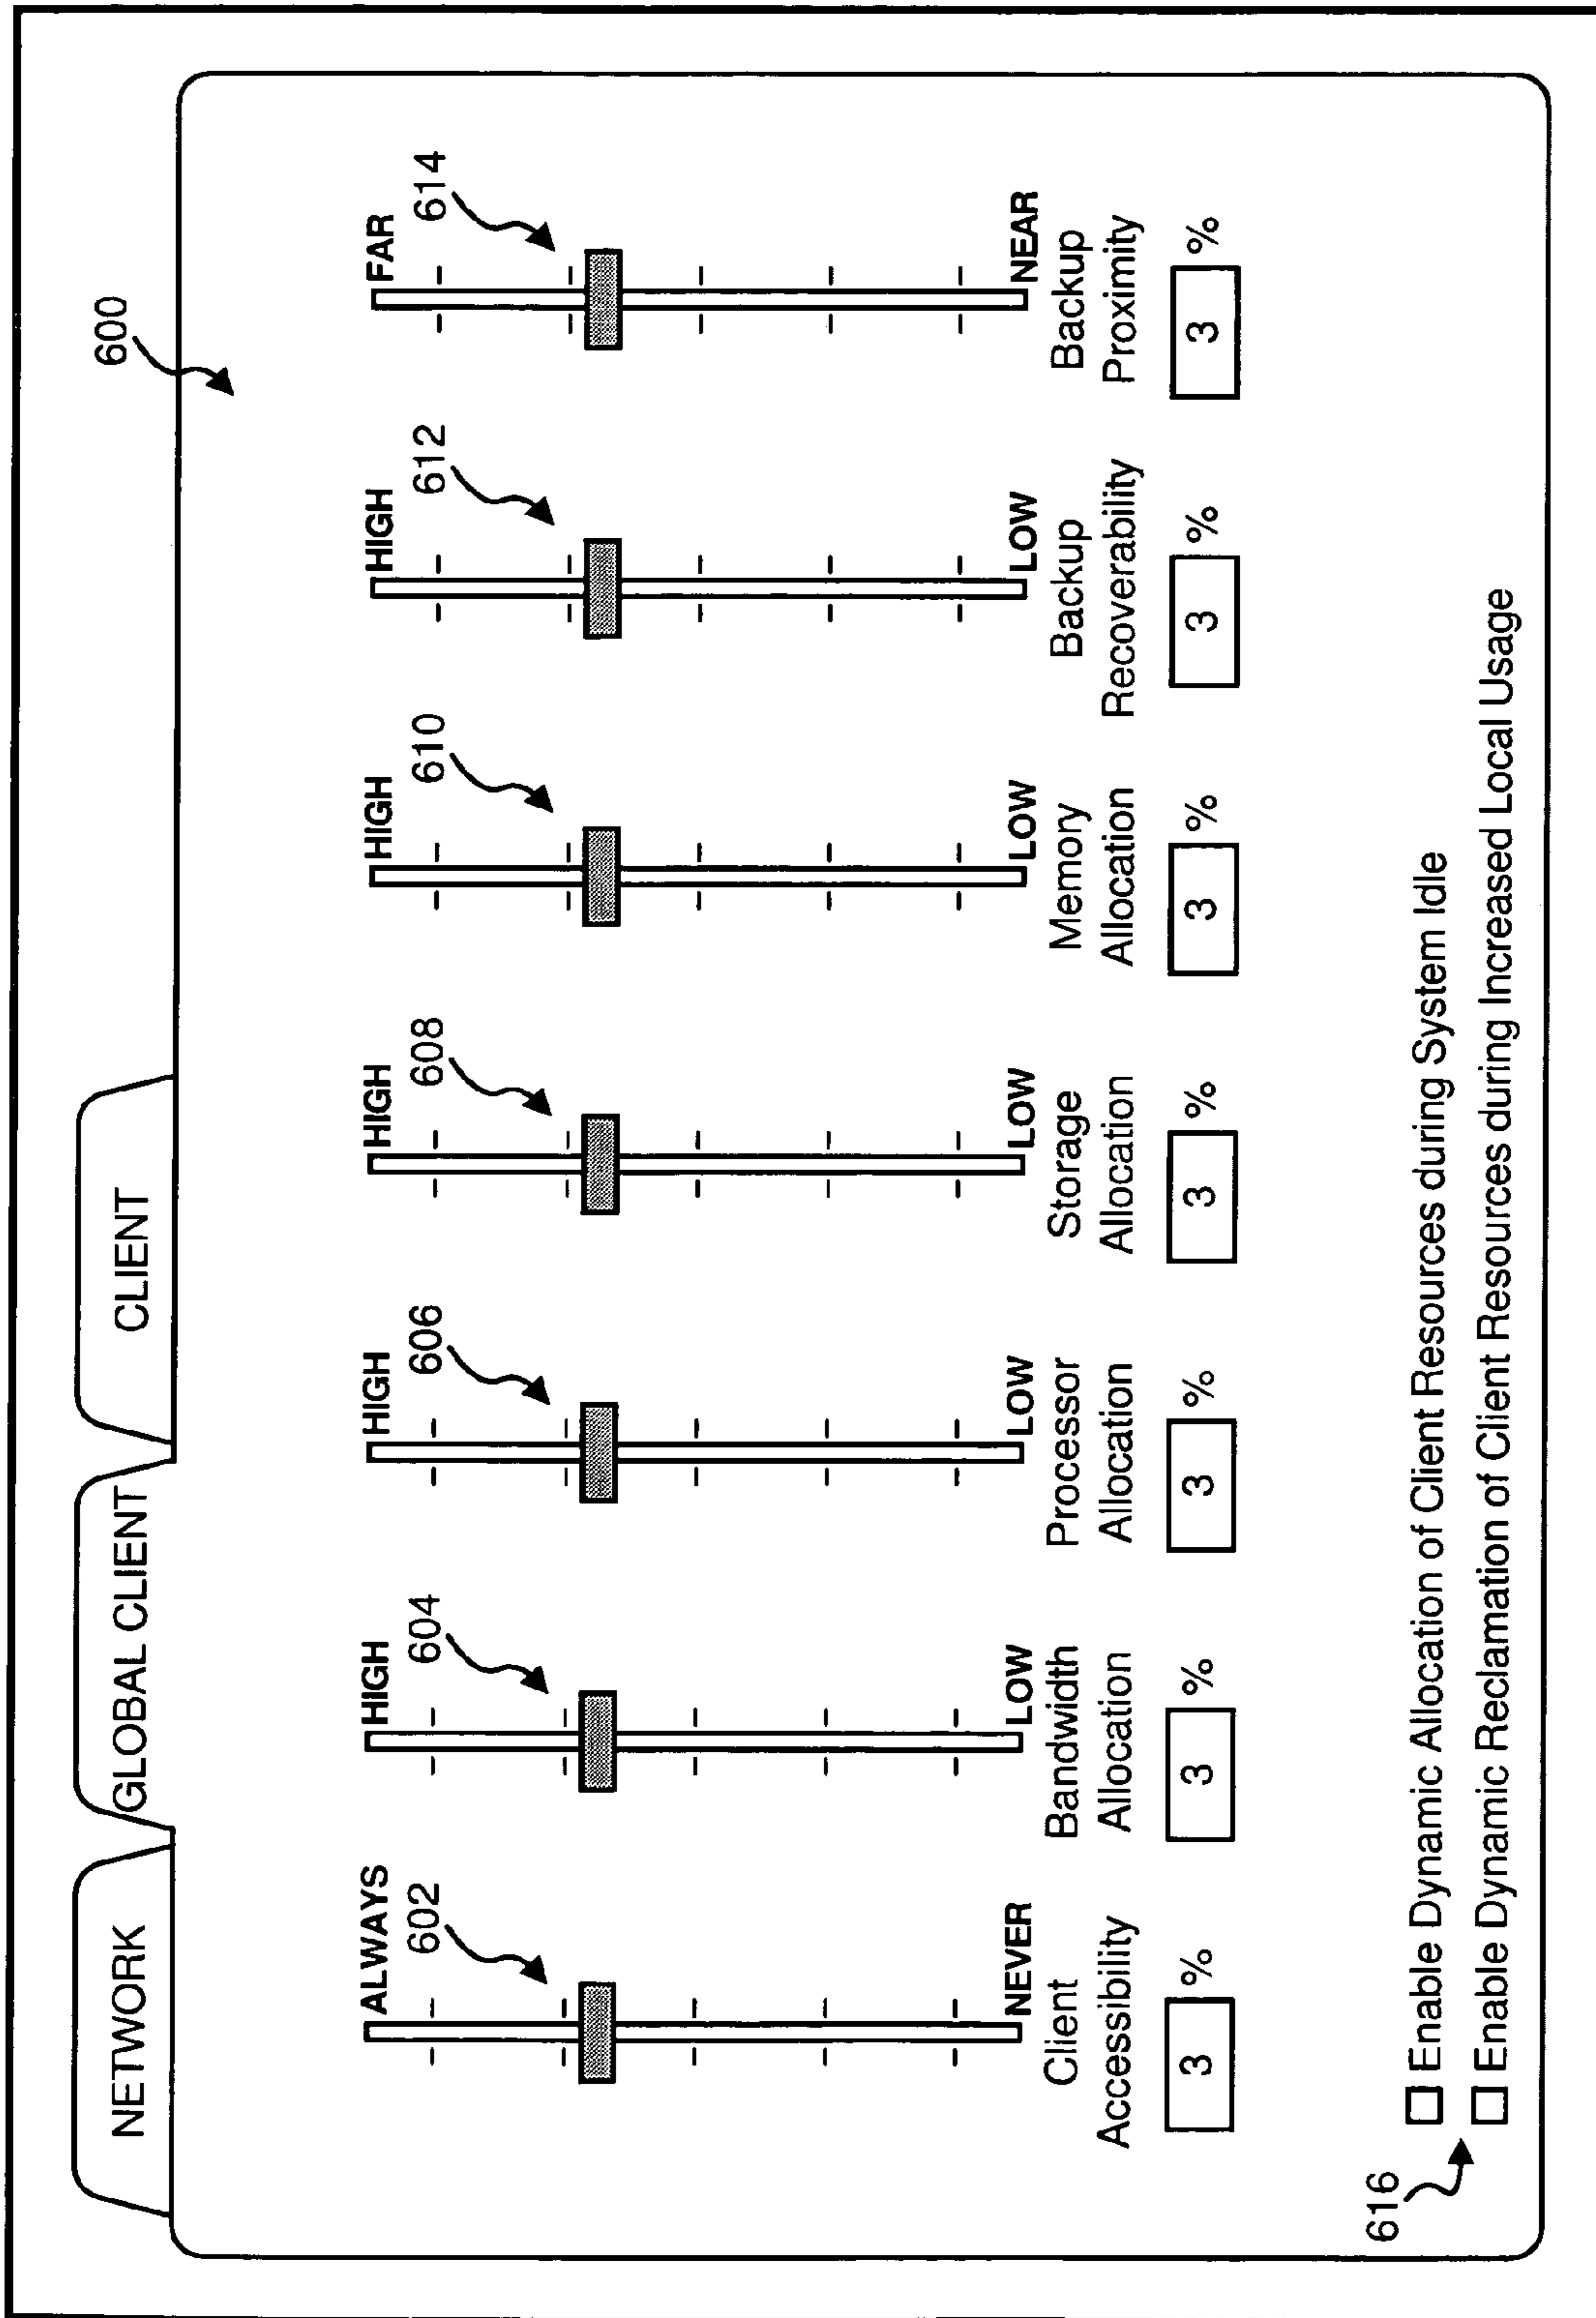 NETWORK
GLOBAL CLIENT
CLIENT
600
ALWAYS
602
NEVER
Client
Accessibility
3 %
HIGH
604
LOW
Bandwidth
Allocation
3 %
HIGH
606
LOW
Processor
Allocation
3 %
HIGH
608
LOW
Storage
Allocation
3 %
HIGH
610
LOW
Memory
Allocation
3 %
HIGH
612
LOW
Backup
Recoverability
3 %
FAR
614
NEAR
Backup
Proximity
3 %
616
Enable Dynamic Allocation of Client Resources during System Idle
Enable Dynamic Reclamation of Client Resources during Increased Local Usage